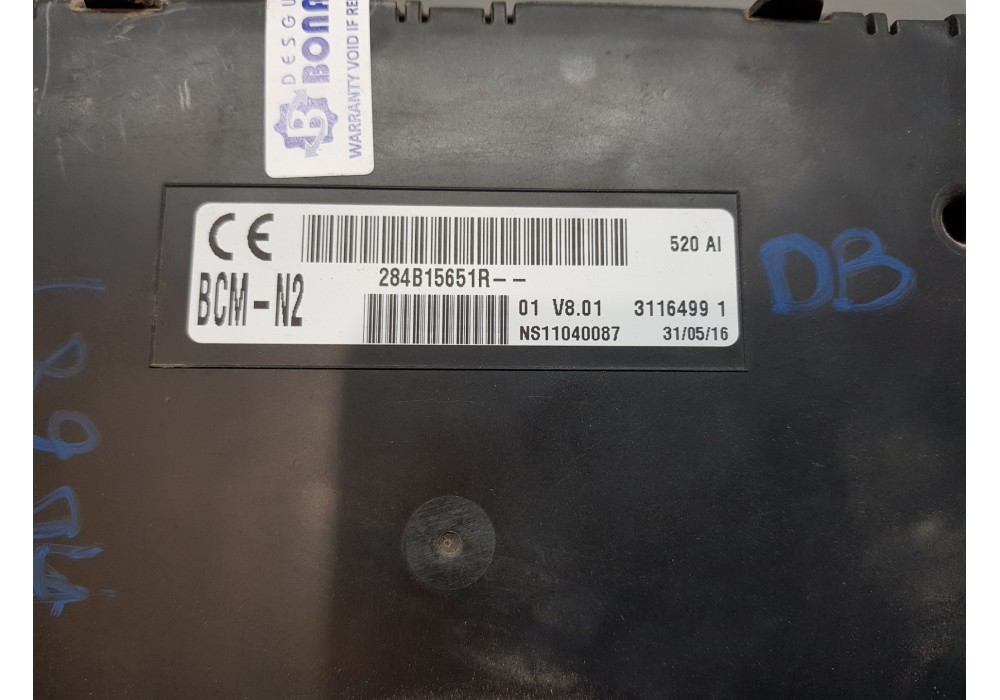 DESGU
BONA
WARRANTY VOID IF RE
CE
520 AI
284B15651R--
BCM-N2
01 V8.01 3116499 1
NS11040087 31/05/16
DB